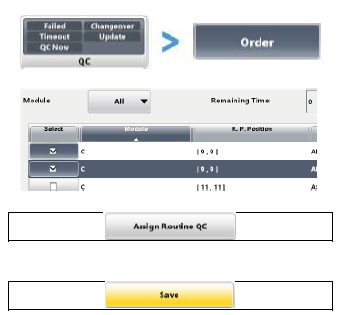 Failed Changeover
Timeout Update
QC Now
QC
>
Order
Module All Remaining Time
Select Module R. P. Position
C [9, 9]
C [9, 9]
C [11, 11]
Assign Routine QC
Save